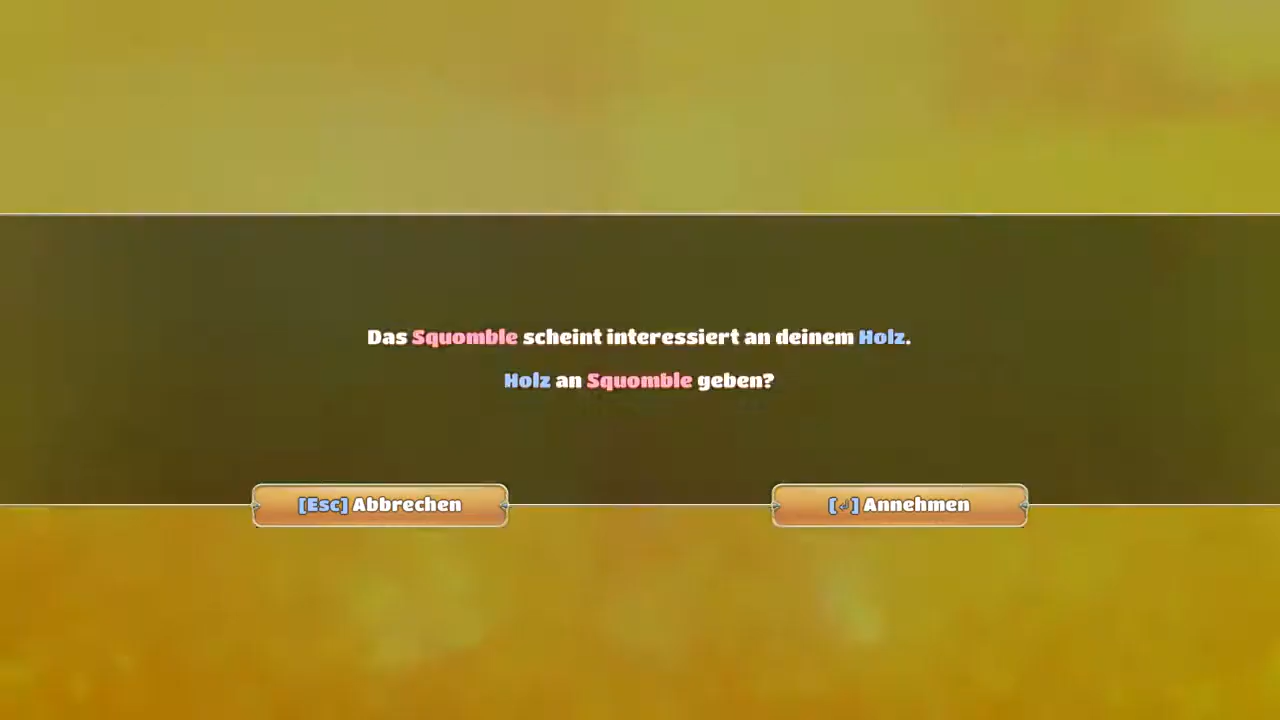 Das Squomble scheint interessiert an deinem Holz.
Holz an Squomble geben?
[Esc] Abbrechen
[↵] Annehmen